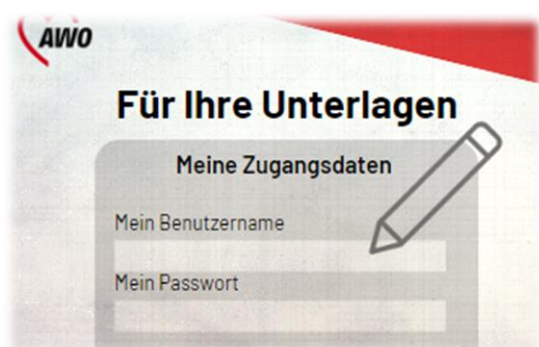 AWO
Für Ihre Unterlagen
Meine Zugangsdaten
Mein Benutzername
Mein Passwort